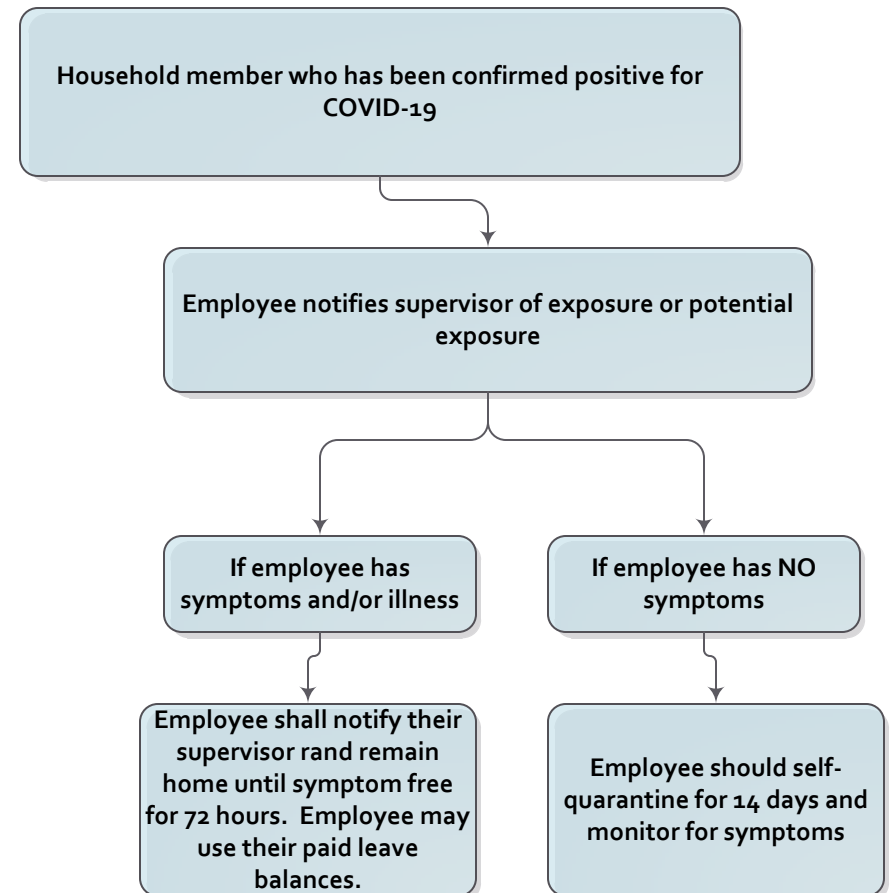 Household member who has been confirmed positive for
COVID-19
Employee notifies supervisor of exposure or potential
exposure
If employee has
symptoms and/or illness
If employee has NO
symptoms
Employee shall notify their
supervisor rand remain
home until symptom free
for 72 hours.  Employee may
use their paid leave
balances.
Employee should self-
quarantine for 14 days and
monitor for symptoms